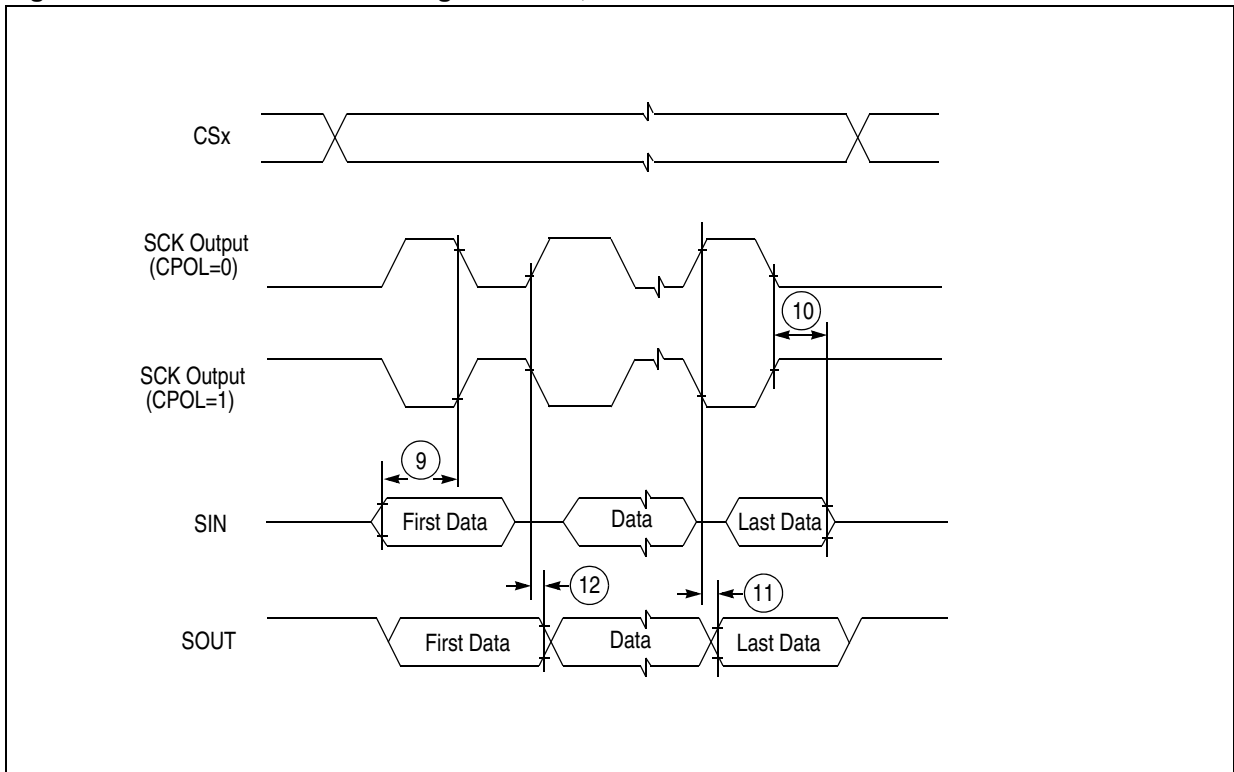 CSx
SCK Output
(CPOL=0)
10
SCK Output
(CPOL=1)
9
SIN
First Data
Data
Last Data
12
11
SOUT
First Data
Data
Last Data